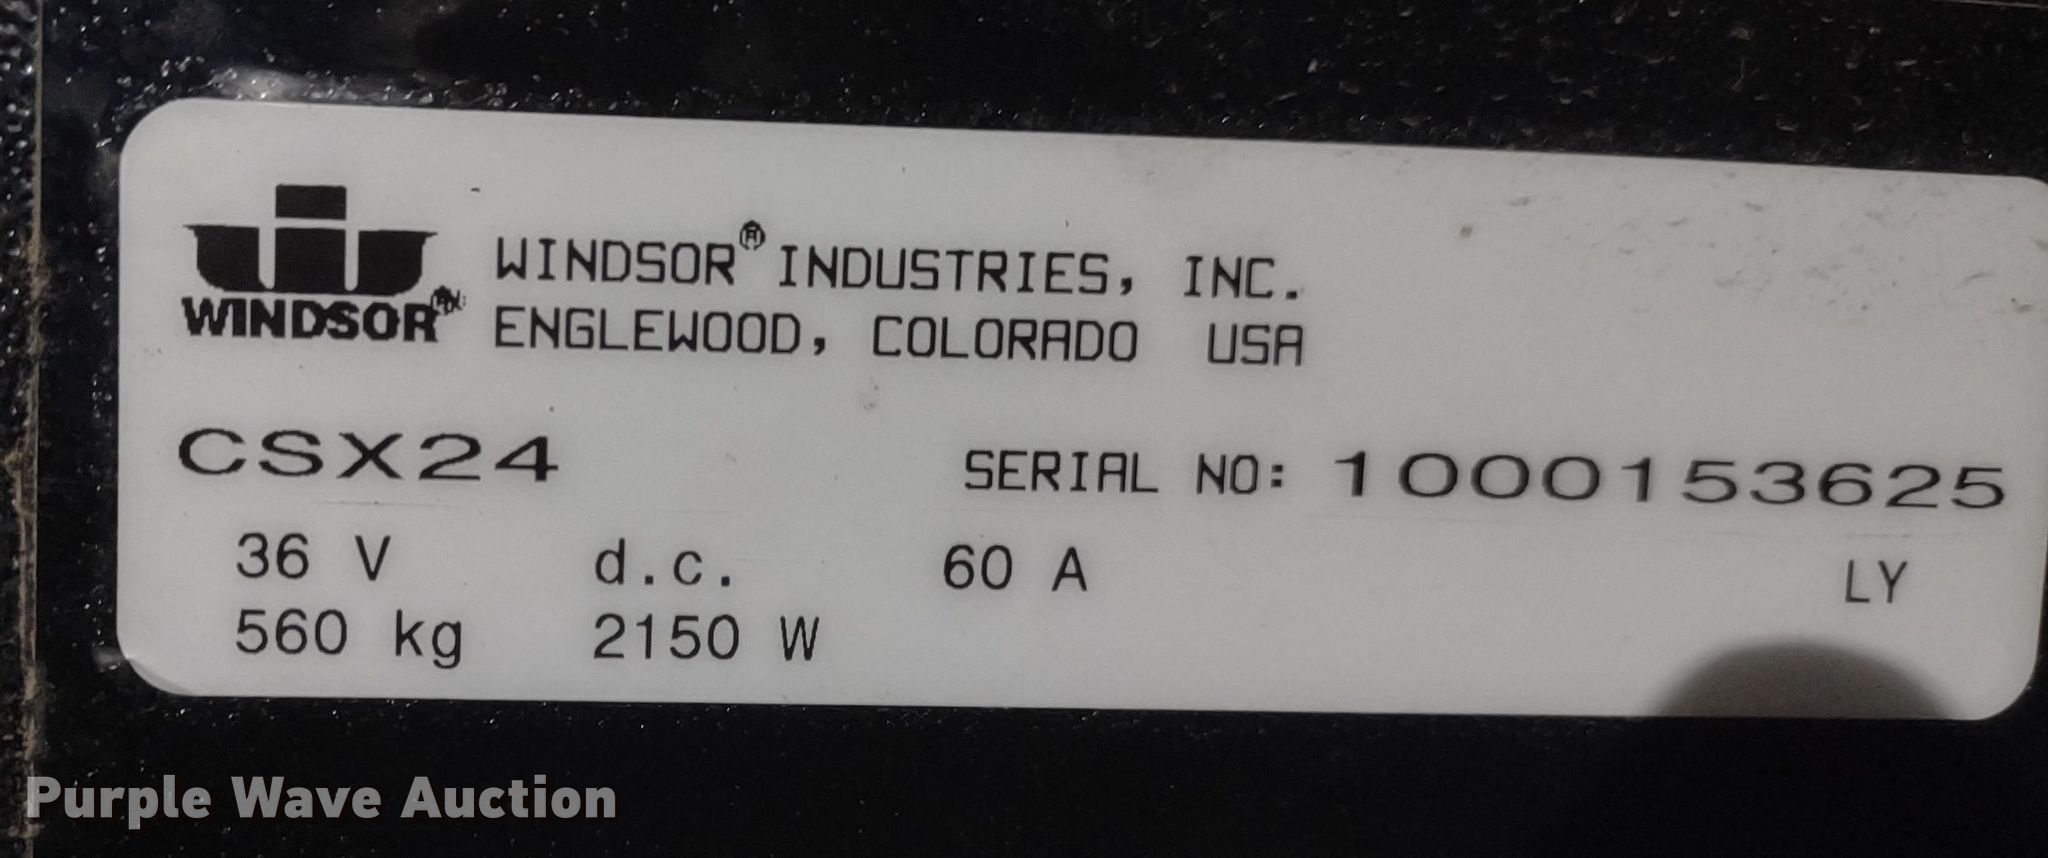 WINDSOR
WINDSOR® INDUSTRIES, INC.
ENGLEWOOD, COLORADO USA
CSX24 SERIAL NO: 1000153625
36 V d.c. 60 A LY
560 kg 2150 W
Purple Wave Auction